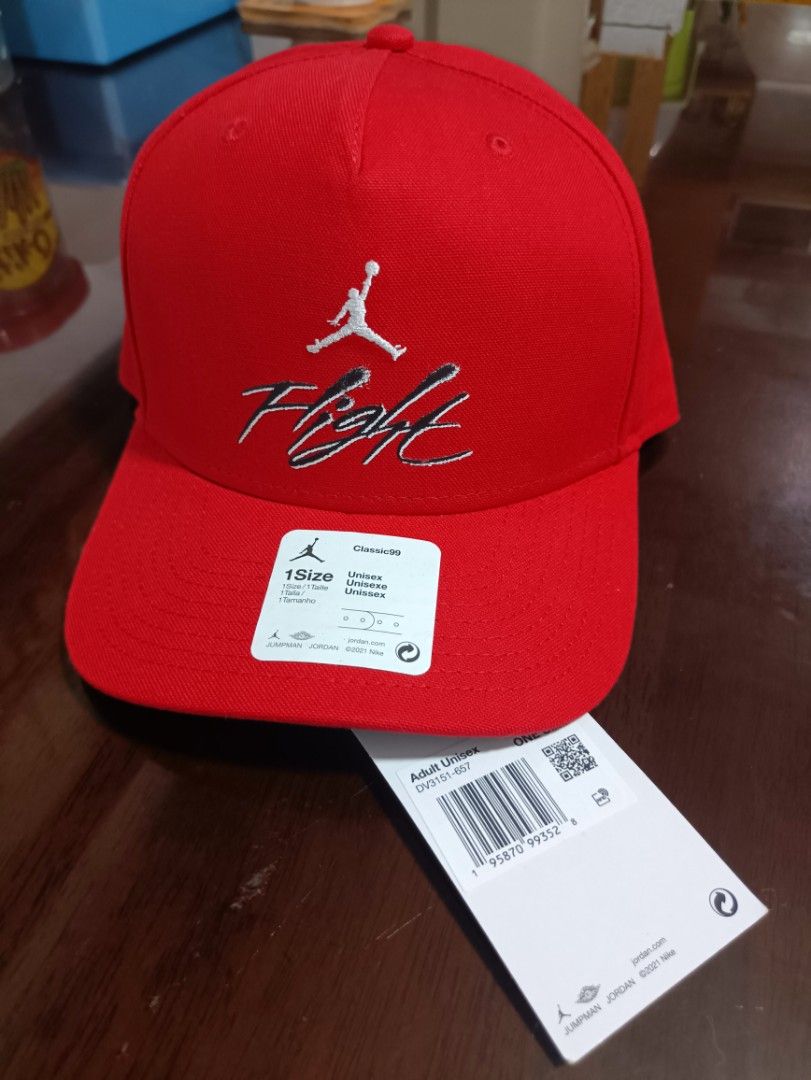 Flight
Classic99
1Size
1Size / 1Taille
1Talla /
1Tamanho
Unisex
Unisexe
Unissex
jordan.com
JUMPMAN JORDAN ©2021 Nike
Adult Unisex
ONE
DV3151-657
1 95870 99352 8
jordan.com
JUMPMAN JORDAN ©2021 Nike